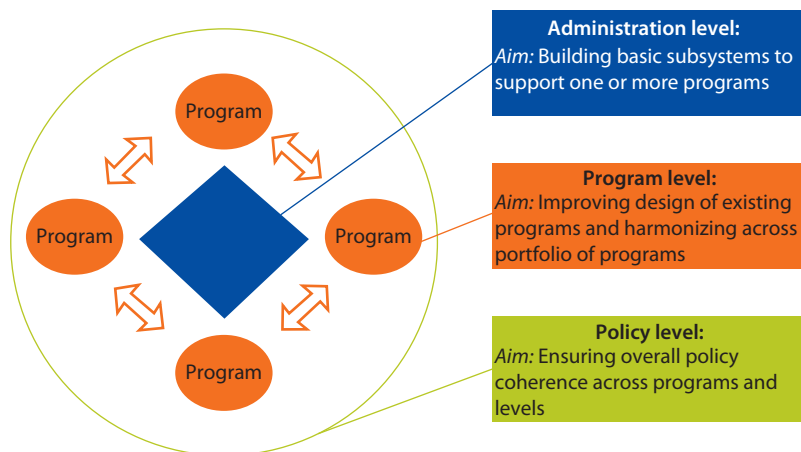 Program
Program
Program
Program
Administration level:
Aim: Building basic subsystems to
support one or more programs
Program level:
Aim: Improving design of existing
programs and harmonizing across
portfolio of programs
Policy level:
Aim: Ensuring overall policy
coherence across programs and
levels